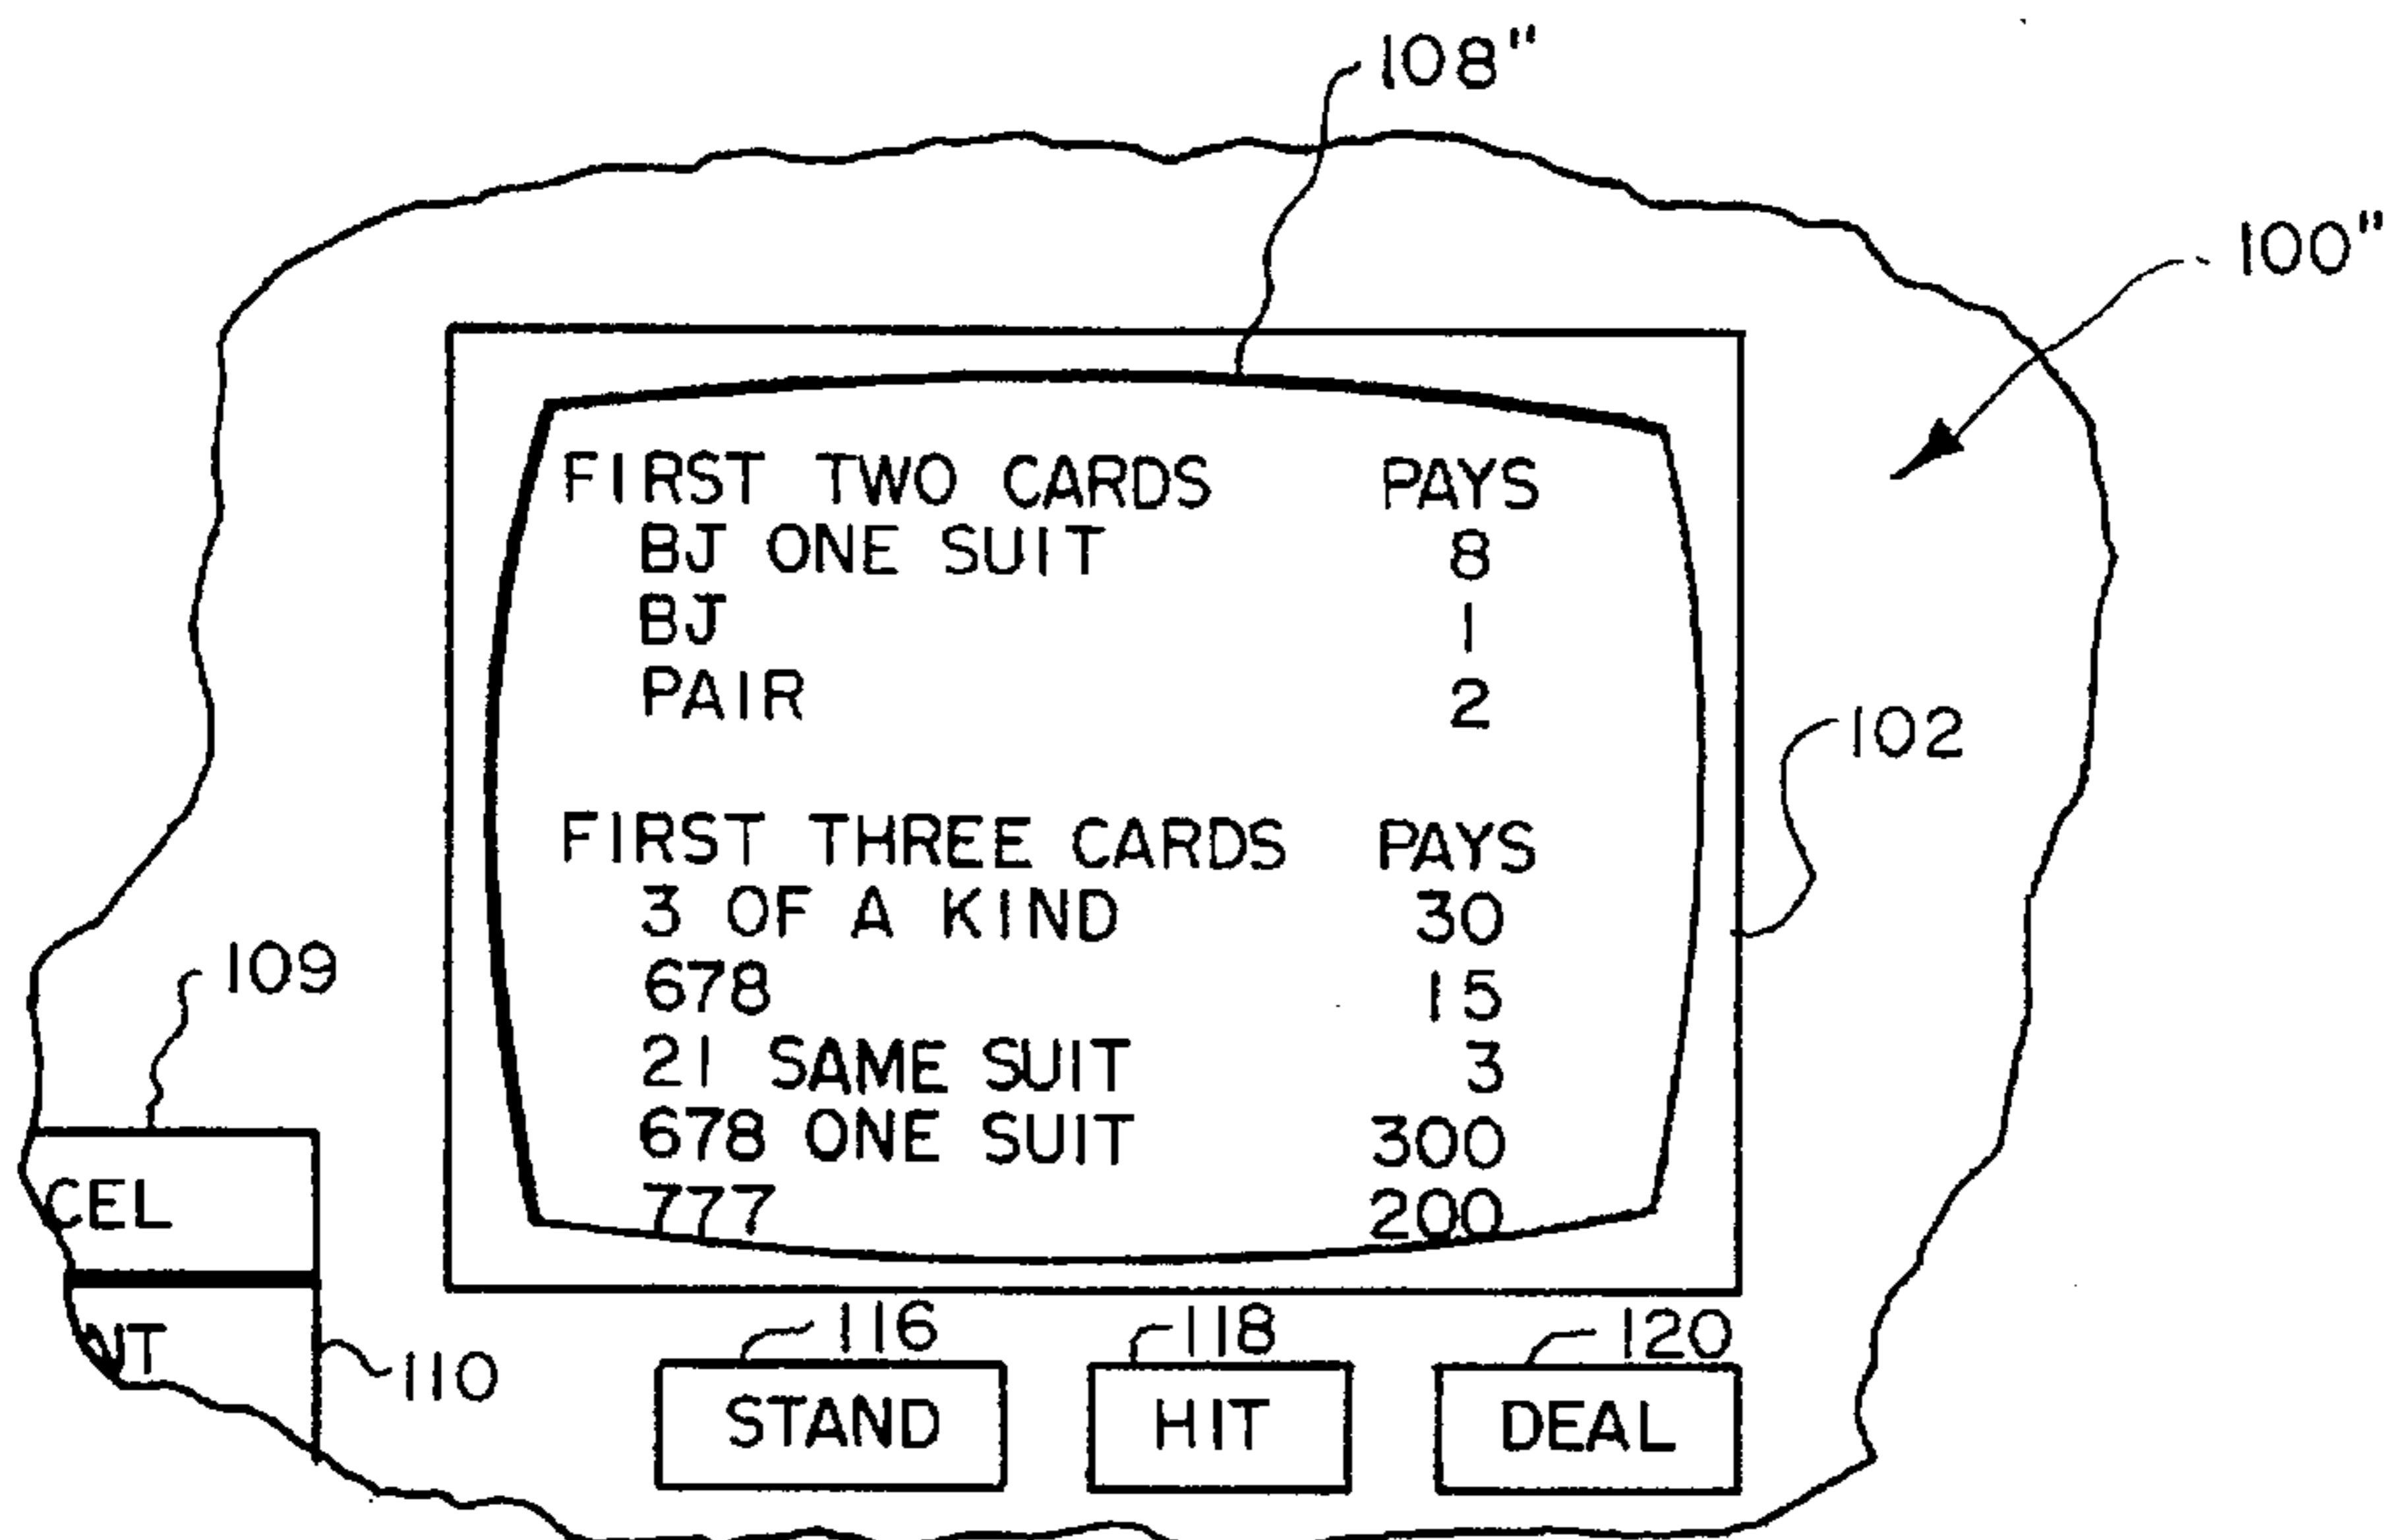 108"
100"
FIRST TWO CARDS PAYS
BJ ONE SUIT 8
BJ 1
PAIR 2
102
FIRST THREE CARDS PAYS
3 OF A KIND 30
678 15
21 SAME SUIT 3
678 ONE SUIT 300
777 200
109
CEL
NT
110
116
118
120
STAND
HIT
DEAL